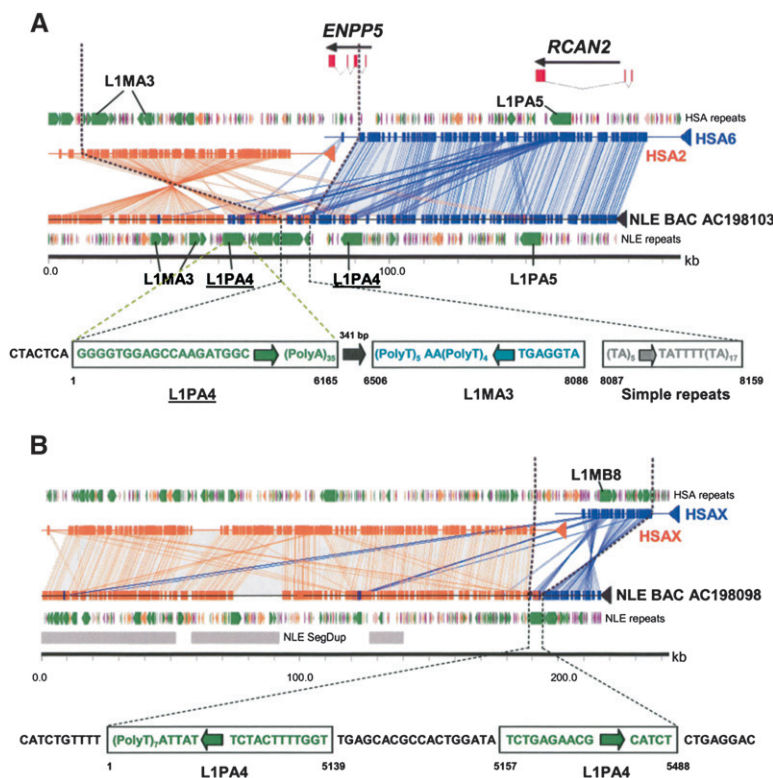 A
ENPP5
RCAN2
L1MA3
L1PA5
HSA repeats
HSA6
HSA2
NLE BAC AC198103
NLE repeats
0.0
100.0
kb
L1MA3
L1PA4
L1PA4
L1PA5
341 bp
CTACTCA
GGGGTGGAGCCAAGATGGC
(PolyA)35
(PolyT)5 AA(PolyT)4
TGAGGTA
(TA)5
TATTTT(TA)17
1
6165
6506
8086
8087
8159
L1PA4
L1MA3
Simple repeats
B
L1MB8
HSA repeats
HSAX
HSAX
NLE BAC AC198098
NLE repeats
NLE SegDup
kb
0.0
100.0
200.0
CATCTGTTTT
(PolyT)7ATTAT
TCTACTTTTGGT
TGAGCACGCCACTGGATA
TCTGAGAACG
CATCT
CTGAGGAC
1
5139
5157
5488
L1PA4
L1PA4